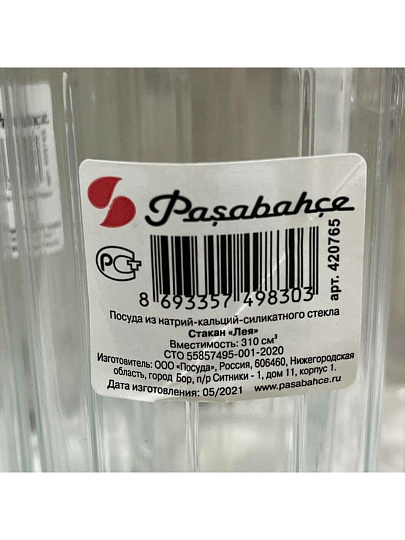 Paşabahçe
арт. 420765
РСТ
8 693357 498303
Посуда из натрий-кальций-силикатного стекла
Стакан «Лея»
Вместимость: 310 см³
СТО 55857495-001-2020
Изготовитель: ООО «Посуда», Россия, 606460, Нижегородская
область, город Бор, п/р Ситники - 1, дом 11, корпус 1.
Дата изготовления: 05/2021 www.pasabahce.ru